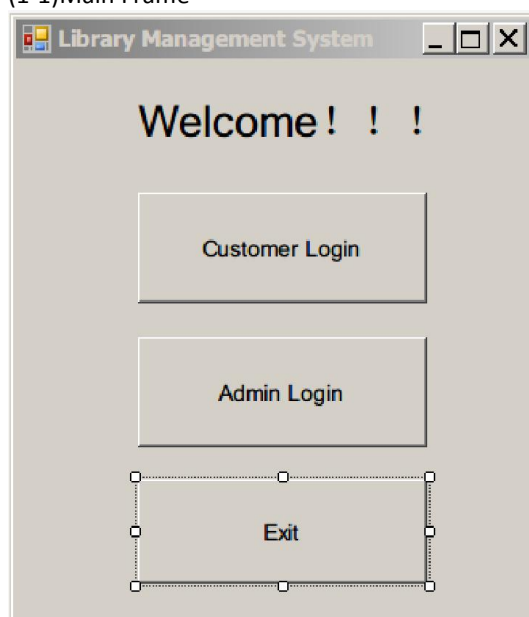 (1-1)Main Frame
Library Management System
Welcome！！！
Customer Login
Admin Login
Exit